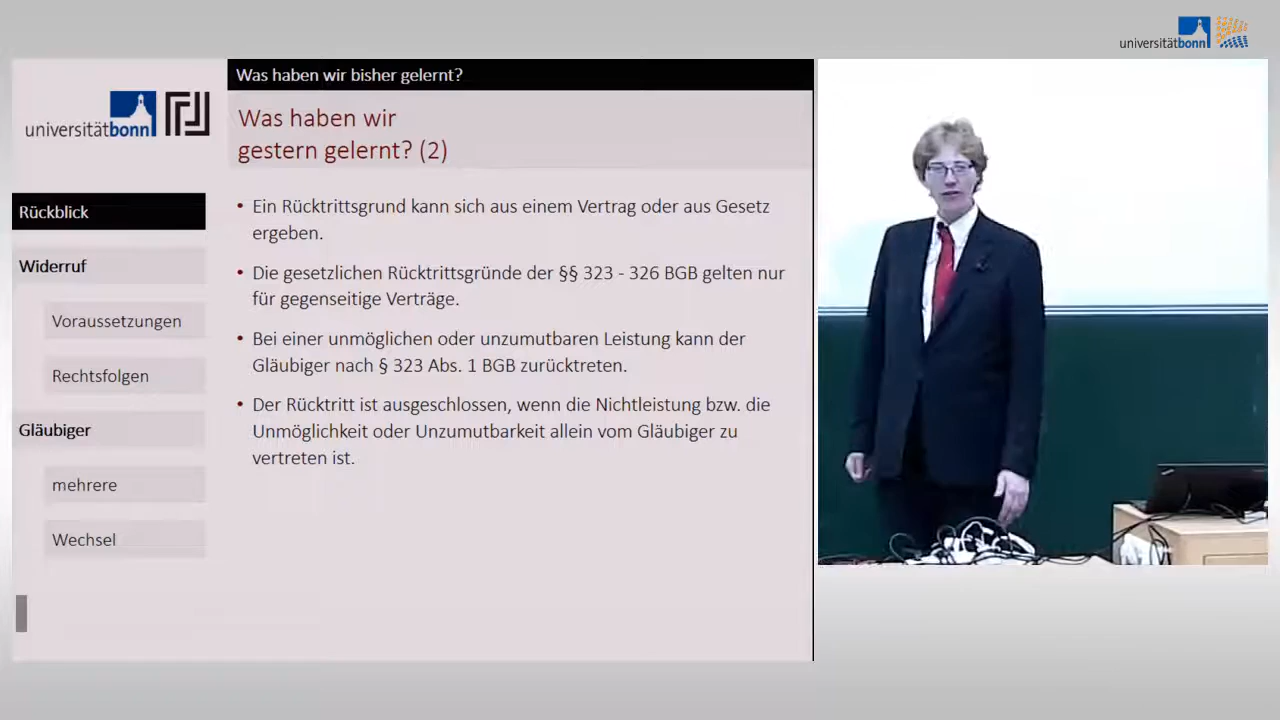 universitätbonn
Was haben wir bisher gelernt?
universitätbonn
Was haben wir
gestern gelernt? (2)
Rückblick
Widerruf
Voraussetzungen
Rechtsfolgen
Gläubiger
mehrere
Wechsel
• Ein Rücktrittsgrund kann sich aus einem Vertrag oder aus Gesetz
ergeben.
• Die gesetzlichen Rücktrittsgründe der §§ 323 - 326 BGB gelten nur
für gegenseitige Verträge.
• Bei einer unmöglichen oder unzumutbaren Leistung kann der
Gläubiger nach § 323 Abs. 1 BGB zurücktreten.
• Der Rücktritt ist ausgeschlossen, wenn die Nichtleistung bzw. die
Unmöglichkeit oder Unzumutbarkeit allein vom Gläubiger zu
vertreten ist.